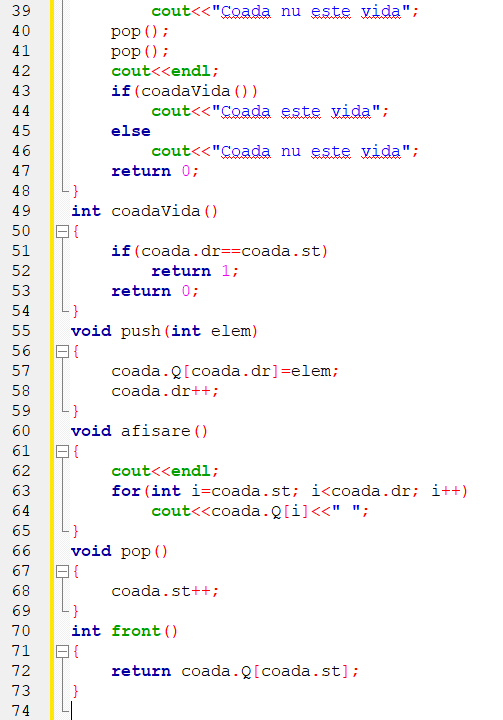 39 cout<<"Coada nu este vida";
40 pop();
41 pop();
42 cout<<endl;
43 if(coadaVida())
44 cout<<"Coada este vida";
45 else
46 cout<<"Coada nu este vida";
47 return 0;
48 }
49 int coadaVida()
50 {
51 if(coada.dr==coada.st)
52 return 1;
53 return 0;
54 }
55 void push(int elem)
56 {
57 coada.Q[coada.dr]=elem;
58 coada.dr++;
59 }
60 void afisare()
61 {
62 cout<<endl;
63 for(int i=coada.st; i<coada.dr; i++)
64 cout<<coada.Q[i]<<" ";
65 }
66 void pop()
67 {
68 coada.st++;
69 }
70 int front()
71 {
72 return coada.Q[coada.st];
73 }
74